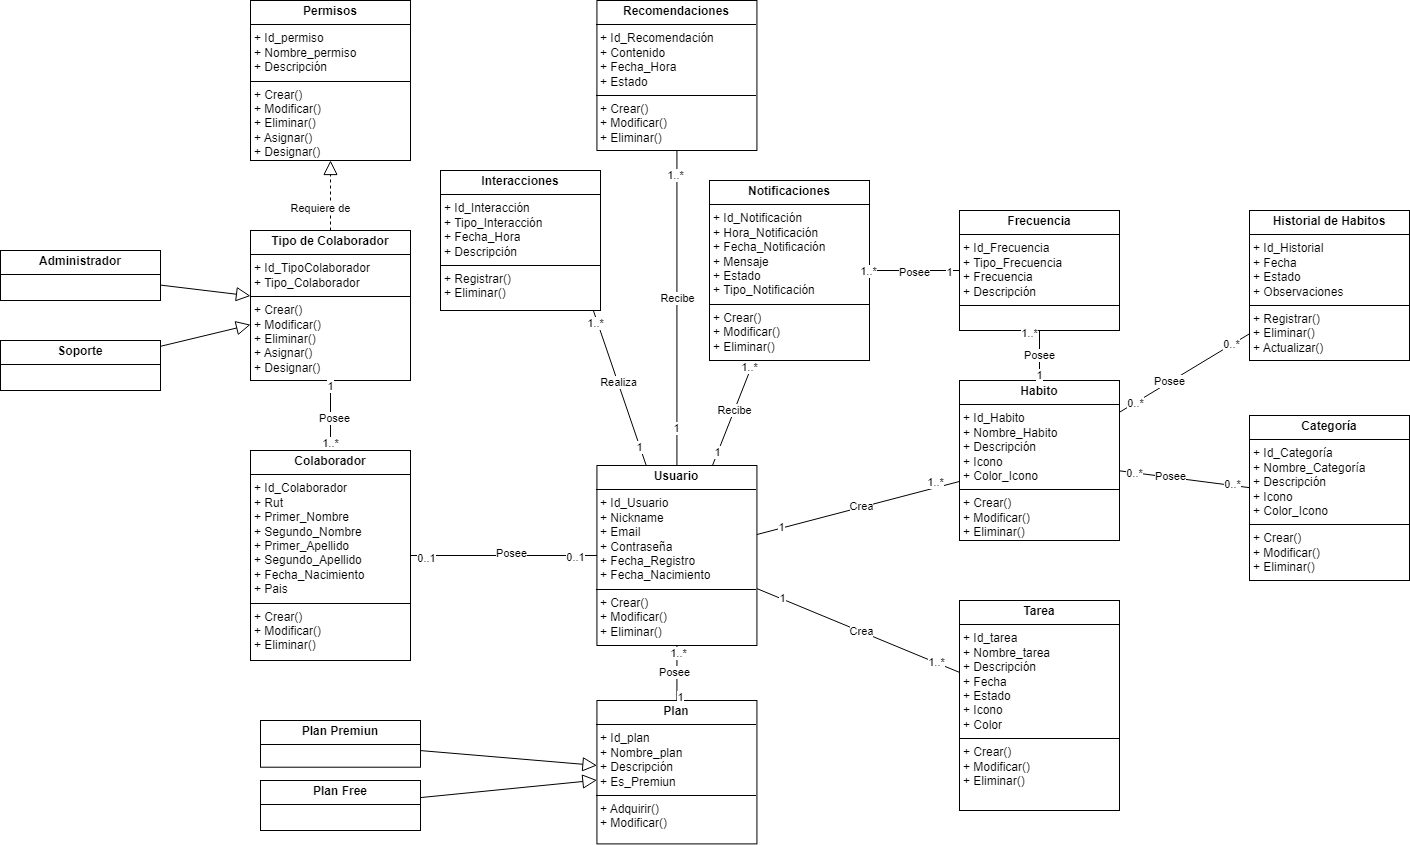 Permisos
+ Id_permiso
+ Nombre_permiso
+ Descripción
+ Crear()
+ Modificar()
+ Eliminar()
+ Asignar()
+ Designar()
Requiere de
Recomendaciones
+ Id_Recomendación
+ Contenido
+ Fecha_Hora
+ Estado
+ Crear()
+ Modificar()
+ Eliminar()
1..*
Recibe
1
Interacciones
+ Id_Interacción
+ Tipo_Interacción
+ Fecha_Hora
+ Descripción
+ Registrar()
+ Eliminar()
1..*
Realiza
1
Notificaciones
+ Id_Notificación
+ Hora_Notificación
+ Fecha_Notificación
+ Mensaje
+ Estado
+ Tipo_Notificación
+ Crear()
+ Modificar()
+ Eliminar()
1..*
Recibe
1
1..*
Posee
1
Frecuencia
+ Id_Frecuencia
+ Tipo_Frecuencia
+ Frecuencia
+ Descripción
1..*
Posee
1
Historial de Habitos
+ Id_Historial
+ Fecha
+ Estado
+ Observaciones
+ Registrar()
+ Eliminar()
+ Actualizar()
0..*
Posee
0..*
Tipo de Colaborador
+ Id_TipoColaborador
+ Tipo_Colaborador
+ Crear()
+ Modificar()
+ Eliminar()
+ Asignar()
+ Designar()
Administrador
Soporte
1
Posee
1..*
Habito
+ Id_Habito
+ Nombre_Habito
+ Descripción
+ Icono
+ Color_Icono
+ Crear()
+ Modificar()
+ Eliminar()
0..*
Posee
0..*
Categoría
+ Id_Categoría
+ Nombre_Categoría
+ Descripción
+ Icono
+ Color_Icono
+ Crear()
+ Modificar()
+ Eliminar()
Colaborador
+ Id_Colaborador
+ Rut
+ Primer_Nombre
+ Segundo_Nombre
+ Primer_Apellido
+ Segundo_Apellido
+ Fecha_Nacimiento
+ Pais
+ Crear()
+ Modificar()
+ Eliminar()
0..1
Posee
0..1
Usuario
+ Id_Usuario
+ Nickname
+ Email
+ Contraseña
+ Fecha_Registro
+ Fecha_Nacimiento
+ Crear()
+ Modificar()
+ Eliminar()
1
Crea
1..*
1
Crea
1..*
Tarea
+ Id_tarea
+ Nombre_tarea
+ Descripción
+ Fecha
+ Estado
+ Icono
+ Color
+ Crear()
+ Modificar()
+ Eliminar()
1..*
Posee
1
Plan
+ Id_plan
+ Nombre_plan
+ Descripción
+ Es_Premiun
+ Adquirir()
+ Modificar()
Plan Premiun
Plan Free